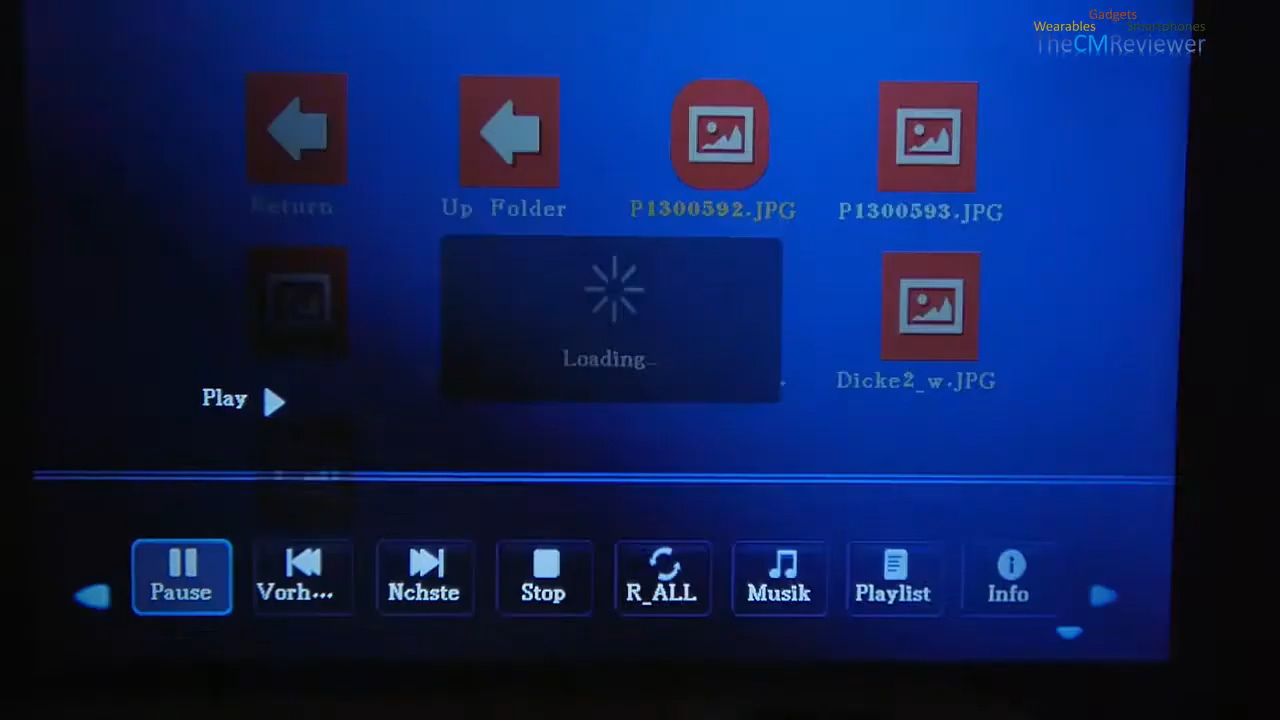 Gadgets
Wearables Smartphones
TheCMReviewer
Return
Up Folder
P1300592.JPG
P1300593.JPG
Loading
Dicke2_w.JPG
Play
Pause
Vorh...
Nchste
Stop
R_ALL
Musik
Playlist
Info